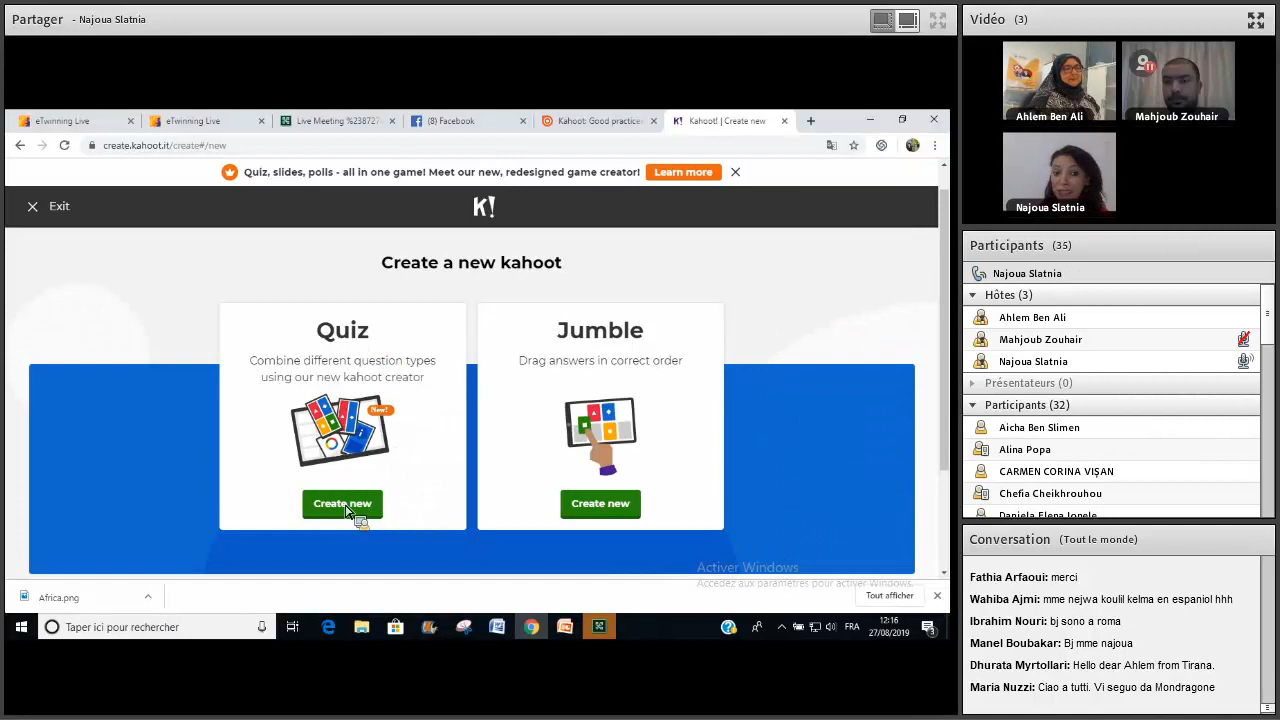 Partager - Najoua Slatnia
eTwinning Live
eTwinning Live
Live Meeting %238727
(8) Facebook
Kahoot: Good practice
Kahoot! | Create new
create.kahoot.it/create#/new
Quiz, slides, polls - all in one game! Meet our new, redesigned game creator!
Learn more
Exit
K!
Create a new kahoot
Quiz
Combine different question types
using our new kahoot creator
New!
Create new
Jumble
Drag answers in correct order
Create new
Activer Windows
Accédez aux paramètres pour activer Windows.
Africa.png
Tout afficher
Taper ici pour rechercher
FRA
12:16
27/08/2019
3
Vidéo (3)
Ahlem Ben Ali
Mahjoub Zouhair
Najoua Slatnia
Participants (35)
Najoua Slatnia
Hôtes (3)
Ahlem Ben Ali
Mahjoub Zouhair
Najoua Slatnia
Présentateurs (0)
Participants (32)
Aicha Ben Slimen
Alina Popa
CARMEN CORINA VIȘAN
Chefia Cheikhrouhou
Daniela Elena Ionele
Conversation (Tout le monde)
Fathia Arfaoui: merci
Wahiba Ajmi: mme nejwa koulil kelma en espaniol hhh
Ibrahim Nouri: bj sono a roma
Manel Boubakar: Bj mme najoua
Dhurata Myrtollari: Hello dear Ahlem from Tirana.
Maria Nuzzi: Ciao a tutti. Vi seguo da Mondragone